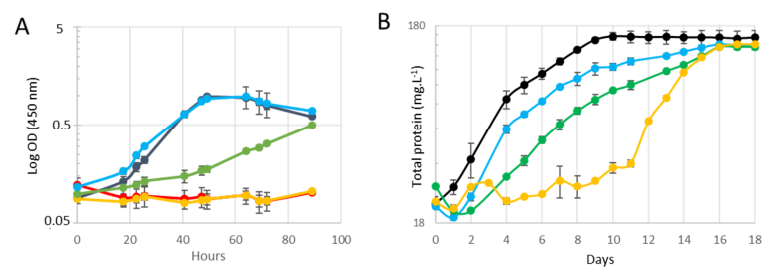 A
Log OD [450 nm]
5
0.5
0.05
0 20 40 60 80 100
Hours
B
Total protein (mg.L-1)
180
18
0 2 4 6 8 10 12 14 16 18
Days